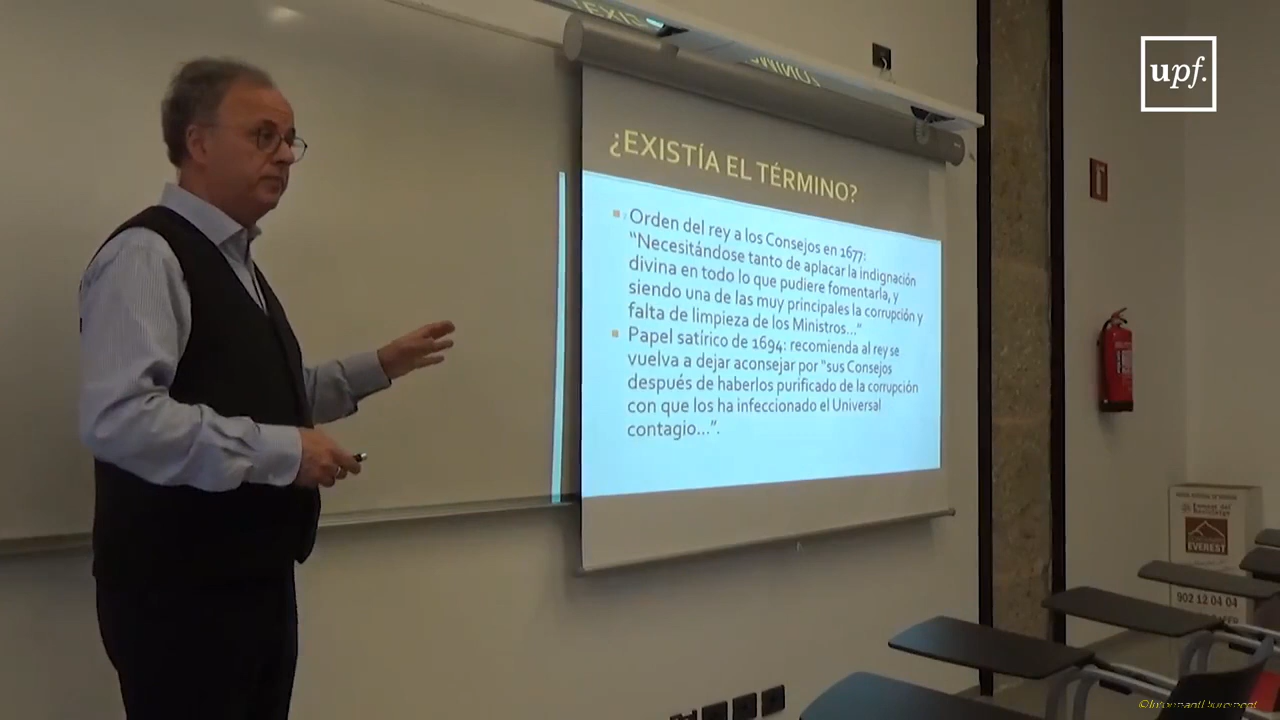 upf.
¿EXISTÍA EL TÉRMINO?
Orden del rey a los Consejos en 1677:
“Necesitándose tanto de aplacar la indignación
divina en todo lo que pudiere fomentarla, y
siendo una de las muy principales la corrupción y
falta de limpieza de los Ministros...”
Papel satírico de 1694: recomienda al rey se
vuelva a dejar aconsejar por “sus Consejos
después de haberlos purificado de la corrupción
con que los ha infeccionado el Universal
contagio...”.
EVEREST
902 12 04 04